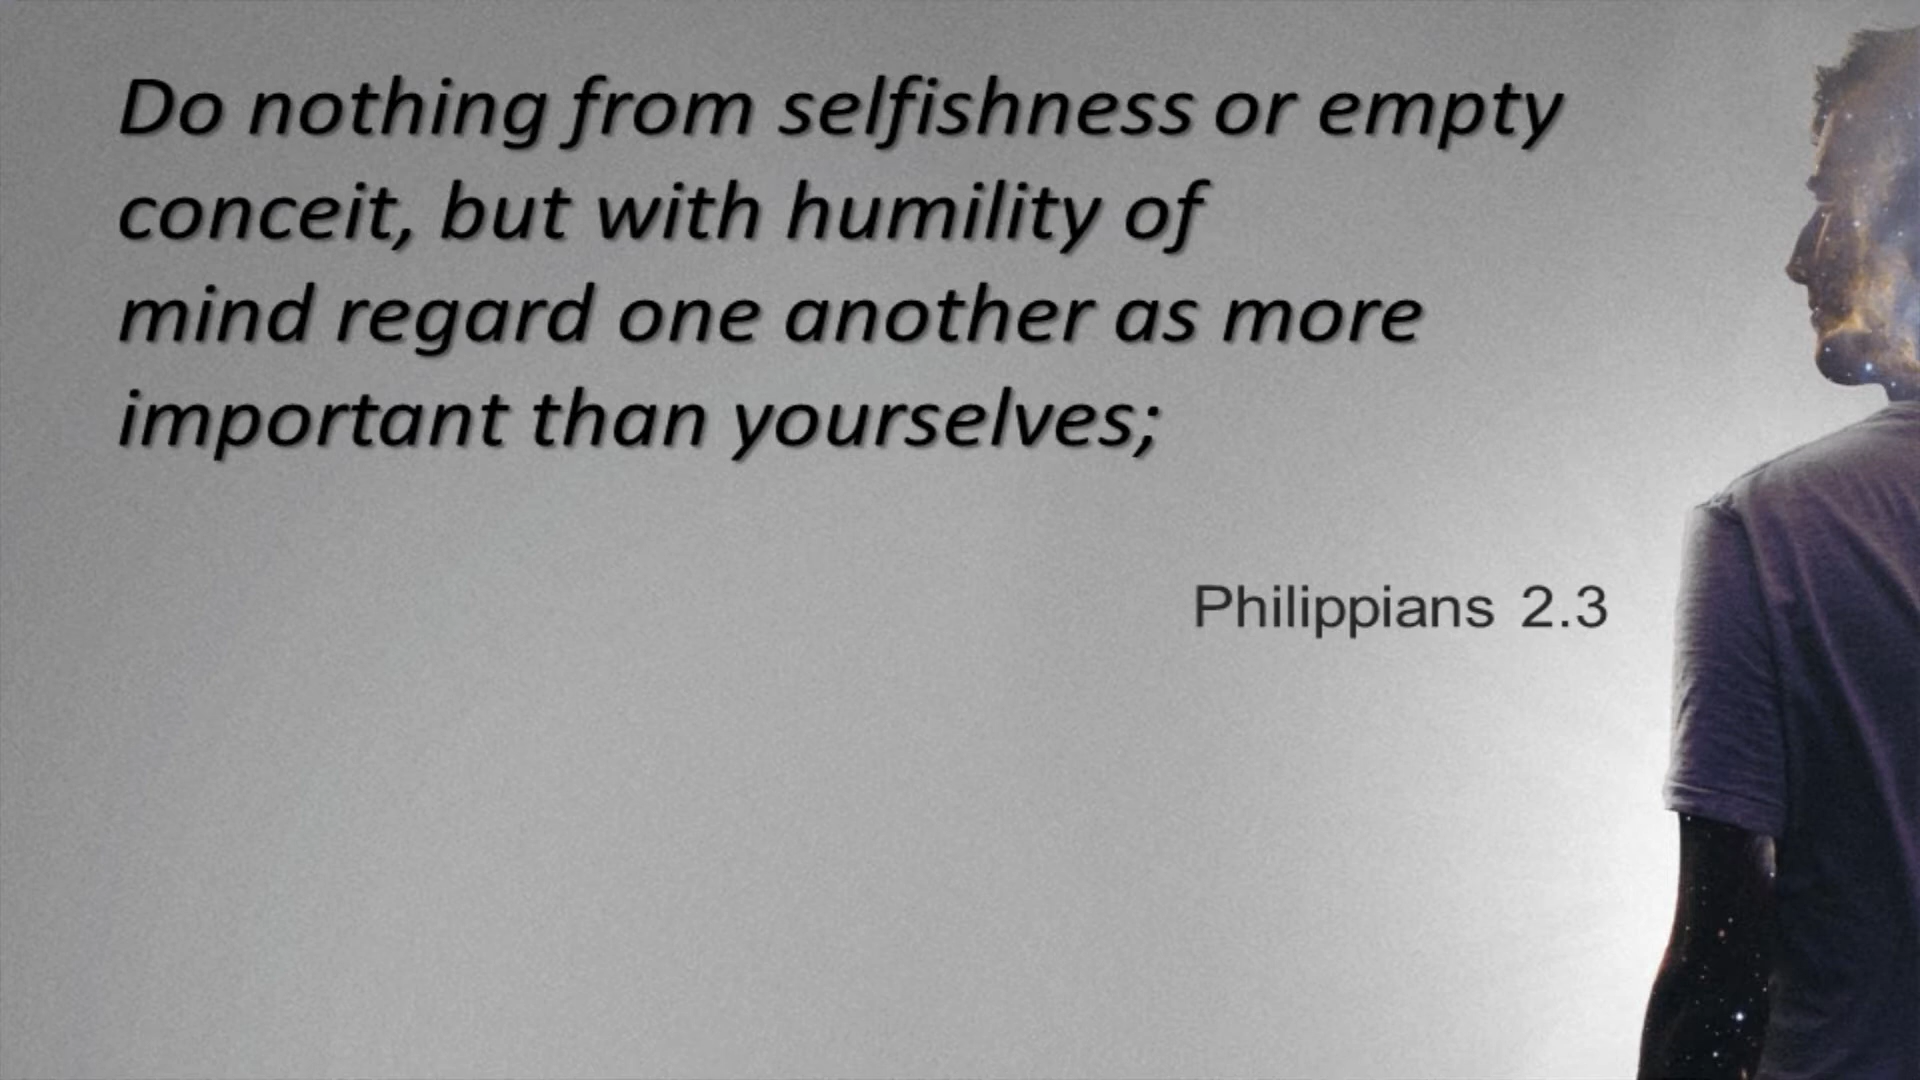 Do nothing from selfishness or empty
conceit, but with humility of
mind regard one another as more
important than yourselves;
Philippians 2.3